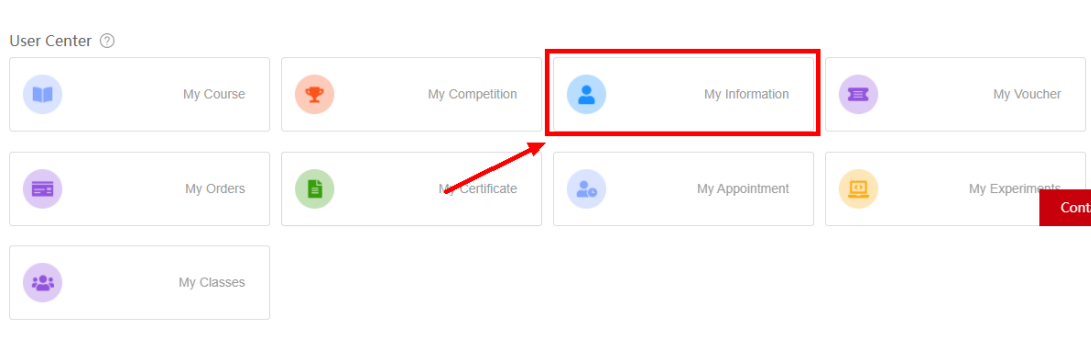 User Center
My Course
My Competition
My Information
My Voucher
My Orders
My Certificate
My Appointment
My Experiments
Cont
My Classes